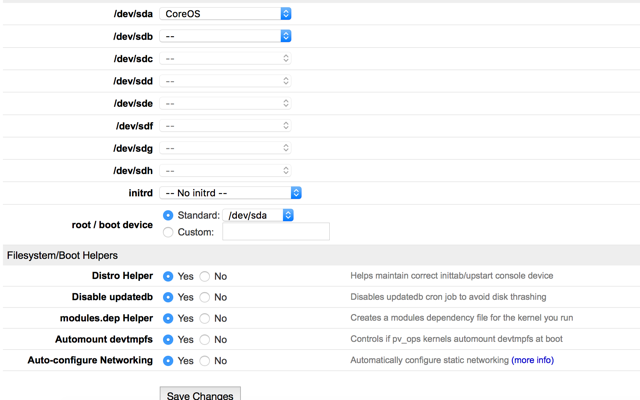 /dev/sda CoreOS
/dev/sdb --
/dev/sdc --
/dev/sdd --
/dev/sde --
/dev/sdf --
/dev/sdg --
/dev/sdh --
initrd -- No initrd --
root / boot device Standard: /dev/sda
Custom:
Filesystem/Boot Helpers
Distro Helper Yes No Helps maintain correct inittab/upstart console device
Disable updatedb Yes No Disables updatedb cron job to avoid disk thrashing
modules.dep Helper Yes No Creates a modules dependency file for the kernel you run
Automount devtmpfs Yes No Controls if pv_ops kernels automount devtmpfs at boot
Auto-configure Networking Yes No Automatically configure static networking (more info)
Save Changes